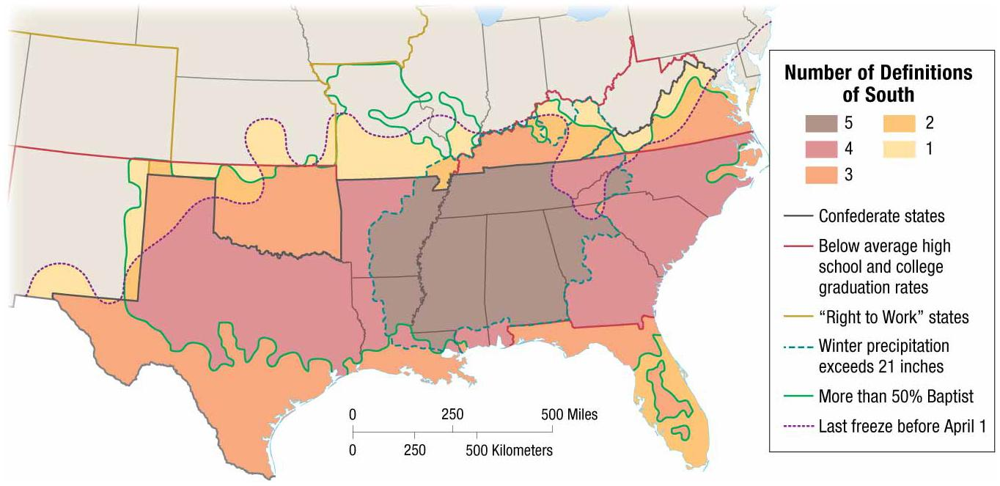 Number of Definitions
of South
5
2
4
1
3
Confederate states
Below average high
school and college
graduation rates
“Right to Work” states
Winter precipitation
exceeds 21 inches
More than 50% Baptist
Last freeze before April 1
0 250 500 Miles
0 250 500 Kilometers